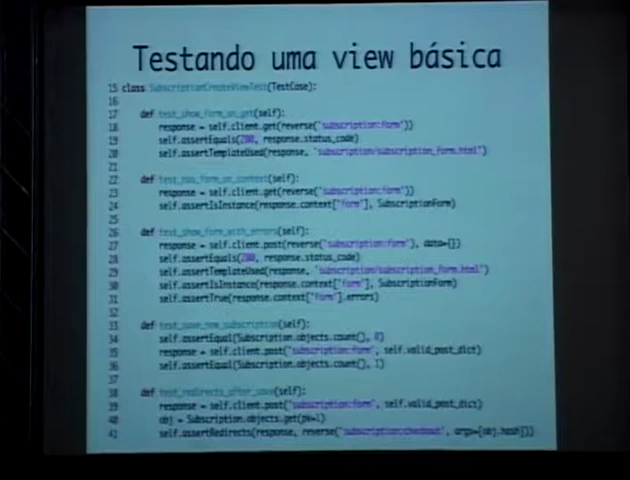 Testando uma view básica
15 class SubscriptionCreateViewTest(TestCase):
16
17 def test_show_form_on_get(self):
18 response = self.client.get(reverse("subscription:form"))
19 self.assertEquals(200, response.status_code)
20 self.assertTemplateUsed(response, "subscription/subscription_form.html")
21
22 def test_has_form_on_context(self):
23 response = self.client.get(reverse("subscription:form"))
24 self.assertIsInstance(response.context["form"], SubscriptionForm)
25
26 def test_show_form_with_errors(self):
27 response = self.client.post(reverse("subscription:form"), data={})
28 self.assertEquals(200, response.status_code)
29 self.assertTemplateUsed(response, "subscription/subscription_form.html")
30 self.assertIsInstance(response.context["form"], SubscriptionForm)
31 self.assertTrue(response.context["form"].errors)
32
33 def test_save_new_subscription(self):
34 self.assertEqual(Subscription.objects.count(), 0)
35 response = self.client.post("subscription:form", self.valid_post_dict)
36 self.assertEqual(Subscription.objects.count(), 1)
37
38 def test_redirects_after_save(self):
39 response = self.client.post("subscription:form", self.valid_post_dict)
40 obj = Subscription.objects.get(pk=1)
41 self.assertRedirects(response, reverse("subscription:checkout", args=[obj.hash]))